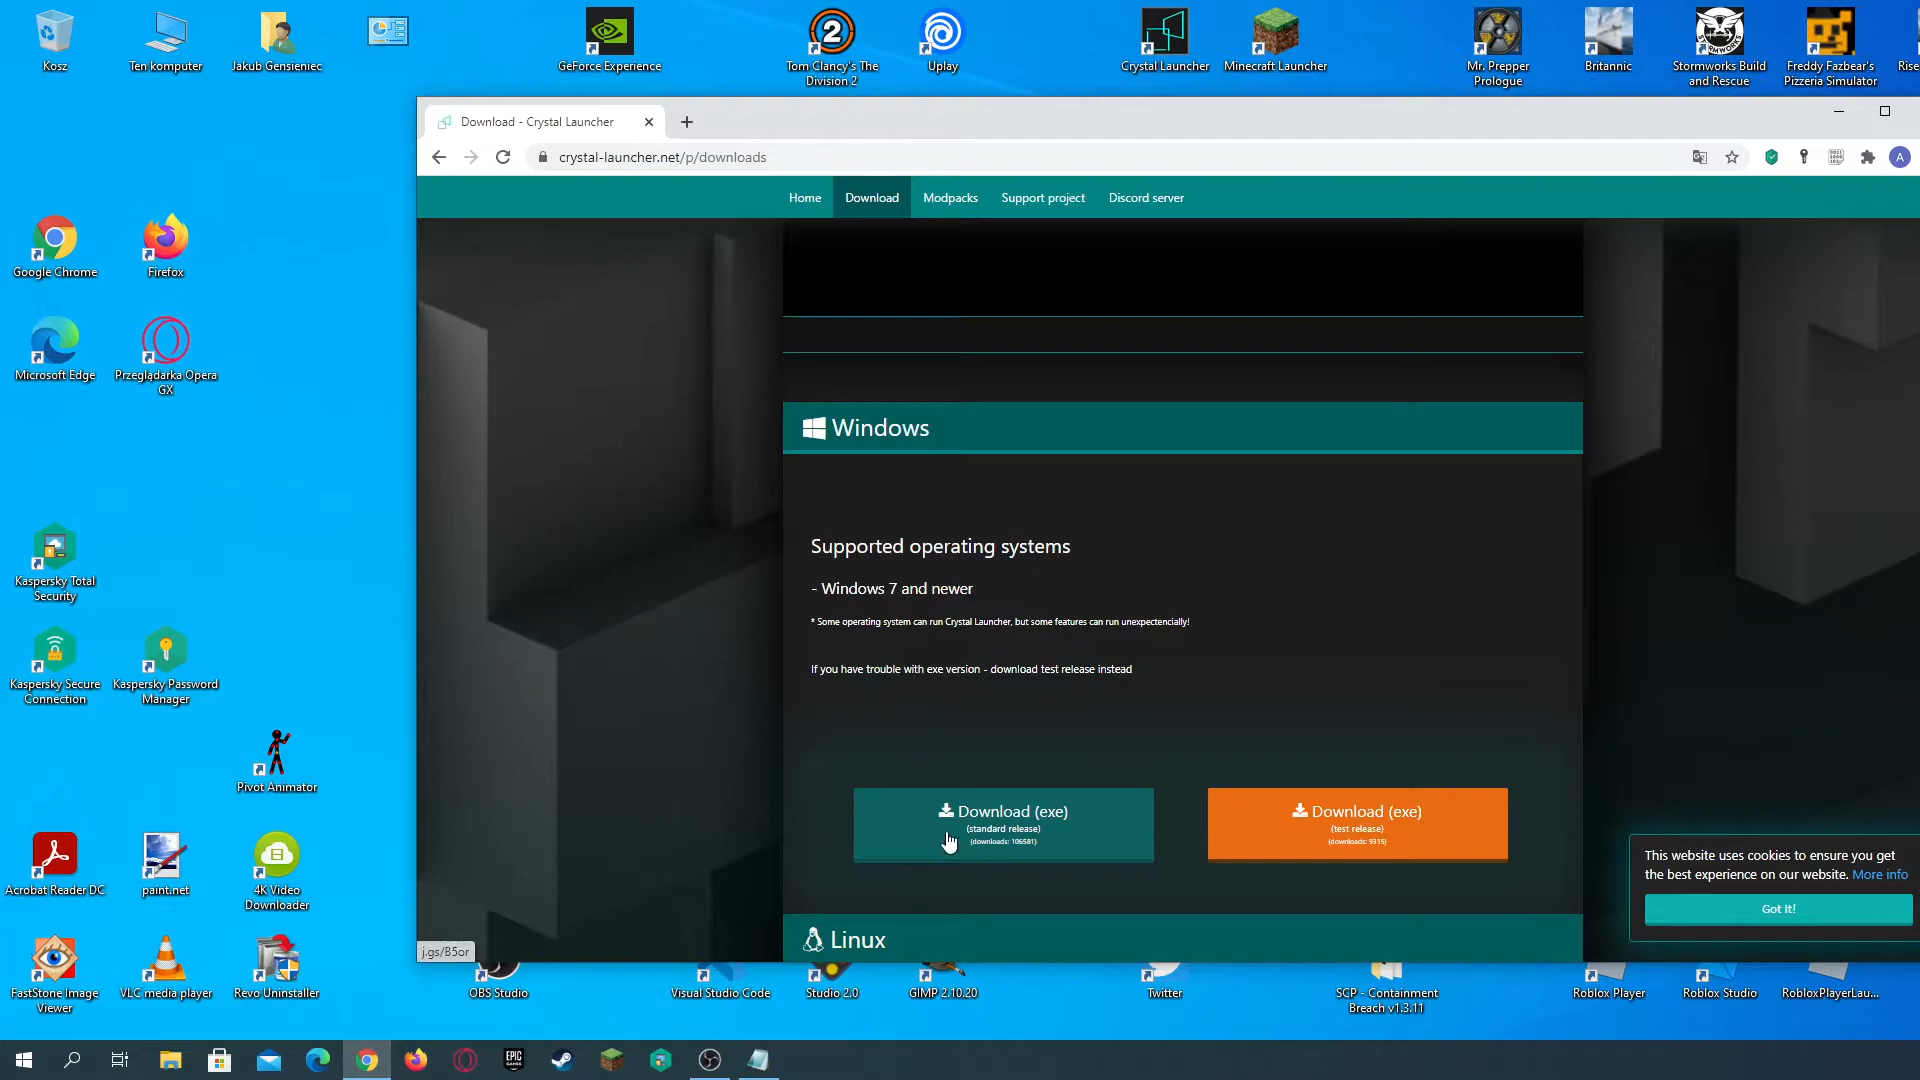 Kosz
Ten komputer
Jakub Gensieniec
GeForce Experience
Tom Clancy's The
Division 2
Uplay
Crystal Launcher
Minecraft Launcher
Mr. Prepper
Prologue
Britannic
Stormworks Build
and Rescue
Freddy Fazbear's
Pizzeria Simulator
Rise
Download - Crystal Launcher
crystal-launcher.net/p/downloads
A
Home
Download
Modpacks
Support project
Discord server
Google Chrome
Firefox
Microsoft Edge
Przeglądarka Opera
GX
Windows
Supported operating systems
- Windows 7 and newer
* Some operating system can run Crystal Launcher, but some features can run unexpectencially!
If you have trouble with exe version - download test release instead
Kaspersky Total
Security
Kaspersky Secure
Connection
Kaspersky Password
Manager
Pivot Animator
Download (exe)
(standard release)
(downloads: 106581)
Download (exe)
(test release)
(downloads: 9315)
This website uses cookies to ensure you get
the best experience on our website. More info
Got It!
Acrobat Reader DC
paint.net
4K Video
Downloader
Linux
j.gs/B5or
FastStone Image
Viewer
VLC media player
Revo Uninstaller
OBS Studio
Visual Studio Code
Studio 2.0
GIMP 2.10.20
Twitter
SCP - Containment
Breach v1.3.11
Roblox Player
Roblox Studio
RobloxPlayerLau...
EPIC
GAMES